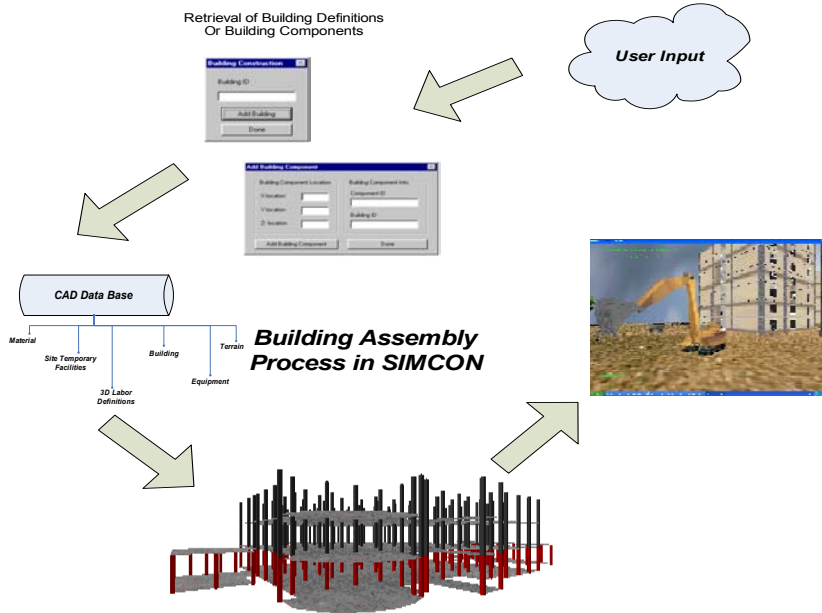 Retrieval of Building Definitions
Or Building Components
User Input
Building Construction
Building ID
Add Building
Done
Add Building Component
Building Component Location
Building Component Info.
X-location
Component ID
Y-location
Building ID
Z- location
Add Building Component
Done
CAD Data Base
Material
Site Temporary
Facilities
3D Labor
Definitions
Building
Equipment
Terrain
Building Assembly
Process in SIMCON